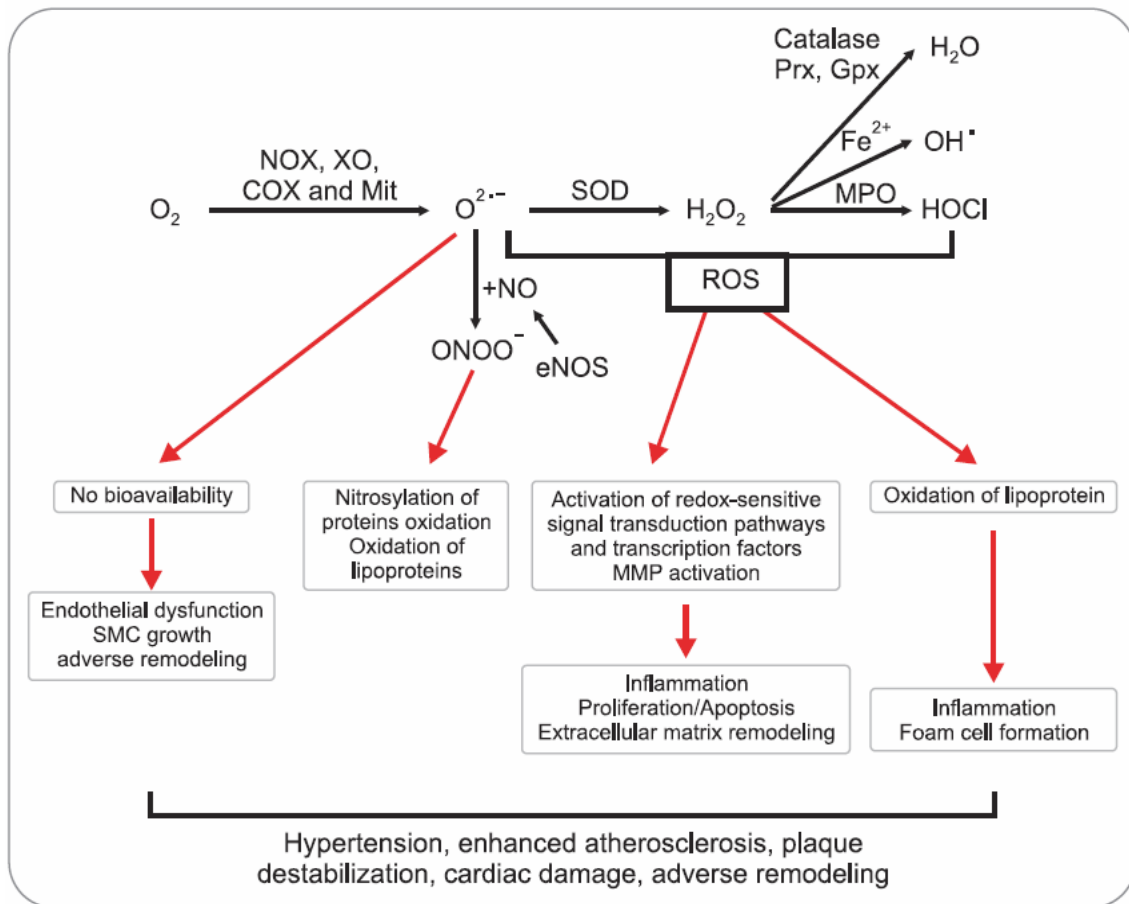 Catalase
Prx, Gpx
H₂O
Fe²⁺
OH˙
NOX, XO,
COX and Mit
O₂
O²·⁻
SOD
H₂O₂
MPO
HOCl
ROS
+NO
ONOO⁻
eNOS
No bioavailability
Nitrosylation of
proteins oxidation
Oxidation of
lipoproteins
Activation of redox-sensitive
signal transduction pathways
and transcription factors
MMP activation
Oxidation of lipoprotein
Endothelial dysfunction
SMC growth
adverse remodeling
Inflammation
Proliferation/Apoptosis
Extracellular matrix remodeling
Inflammation
Foam cell formation
Hypertension, enhanced atherosclerosis, plaque
destabilization, cardiac damage, adverse remodeling